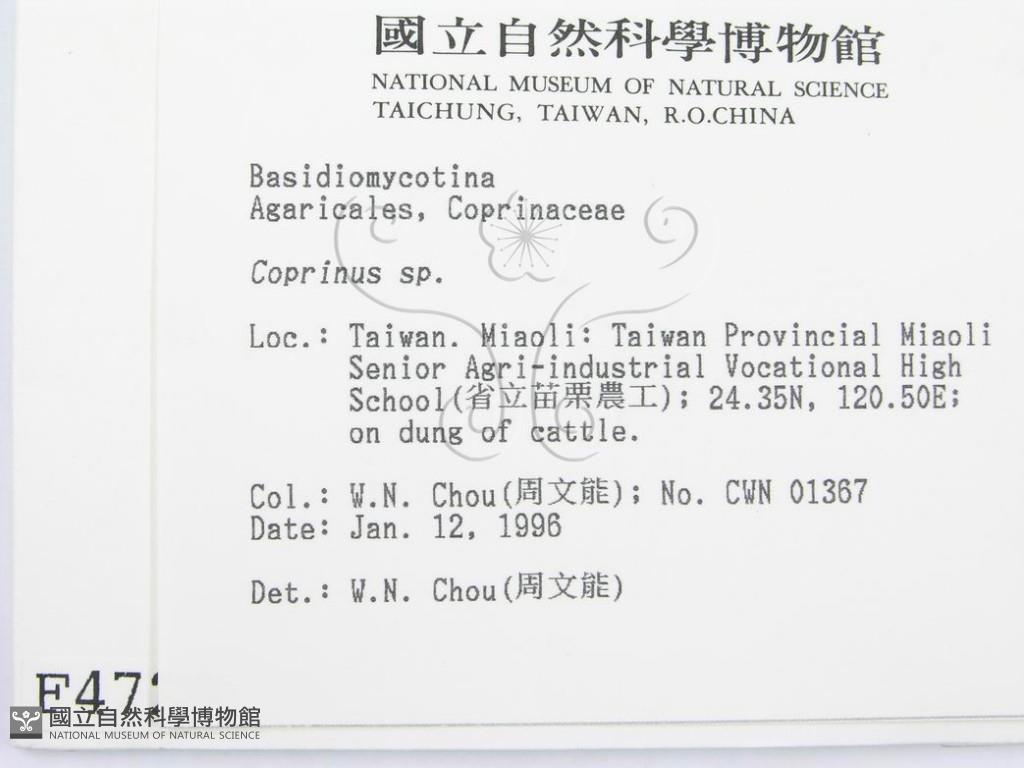 國立自然科學博物館
NATIONAL MUSEUM OF NATURAL SCIENCE
TAICHUNG, TAIWAN, R.O.CHINA
Basidiomycotina
Agaricales, Coprinaceae
Coprinus sp.
Loc.: Taiwan. Miaoli: Taiwan Provincial Miaoli
Senior Agri-industrial Vocational High
School(省立苗栗農工); 24.35N, 120.50E;
on dung of cattle.
Col.: W.N. Chou(周文能); No. CWN 01367
Date: Jan. 12, 1996
Det.: W.N. Chou(周文能)
國立自然科學博物館
NATIONAL MUSEUM OF NATURAL SCIENCE